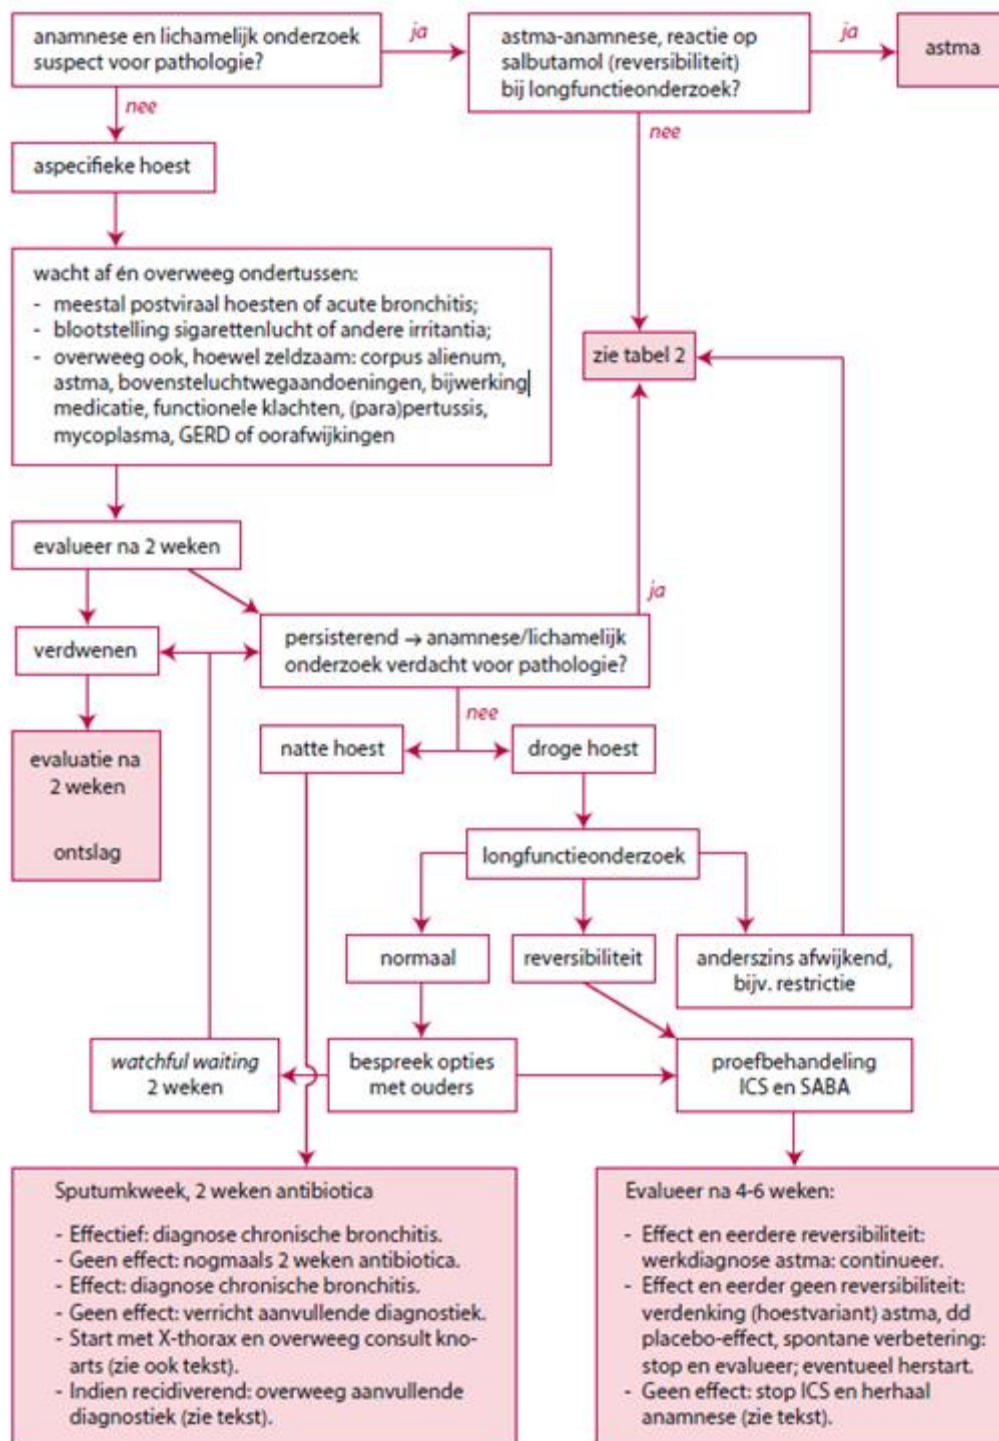 anamnese en lichamelijk onderzoek
suspect voor pathologie?
ja
astma-anamnese, reactie op
salbutamol (reversibiliteit)
bij longfunctieonderzoek?
ja
astma
nee
nee
aspecifieke hoest
wacht af én overweeg ondertussen:
- meestal postviraal hoesten of acute bronchitis;
- blootstelling sigarettenlucht of andere irritantia;
- overweeg ook, hoewel zeldzaam: corpus alienum,
astma, bovensteluchtwegaandoeningen, bijwerking
medicatie, functionele klachten, (para)pertussis,
mycoplasma, GERD of oorafwijkingen
zie tabel 2
evalueer na 2 weken
ja
verdwenen
persisterend → anamnese/lichamelijk
onderzoek verdacht voor pathologie?
nee
evaluatie na
2 weken
ontslag
natte hoest
droge hoest
longfunctieonderzoek
normaal
reversibiliteit
anderszins afwijkend,
bijv. restrictie
watchful waiting
2 weken
bespreek opties
met ouders
proefbehandeling
ICS en SABA
Sputumkweek, 2 weken antibiotica
- Effectief: diagnose chronische bronchitis.
- Geen effect: nogmaals 2 weken antibiotica.
- Effect: diagnose chronische bronchitis.
- Geen effect: verricht aanvullende diagnostiek.
- Start met X-thorax en overweeg consult kno-
arts (zie ook tekst).
- Indien recidiverend: overweeg aanvullende
diagnostiek (zie tekst).
Evalueer na 4-6 weken:
- Effect en eerdere reversibiliteit:
werkdiagnose astma: continueer.
- Effect en eerder geen reversibiliteit:
verdenking (hoestvariant) astma, dd
placebo-effect, spontane verbetering:
stop en evalueer; eventueel herstart.
- Geen effect: stop ICS en herhaal
anamnese (zie tekst).